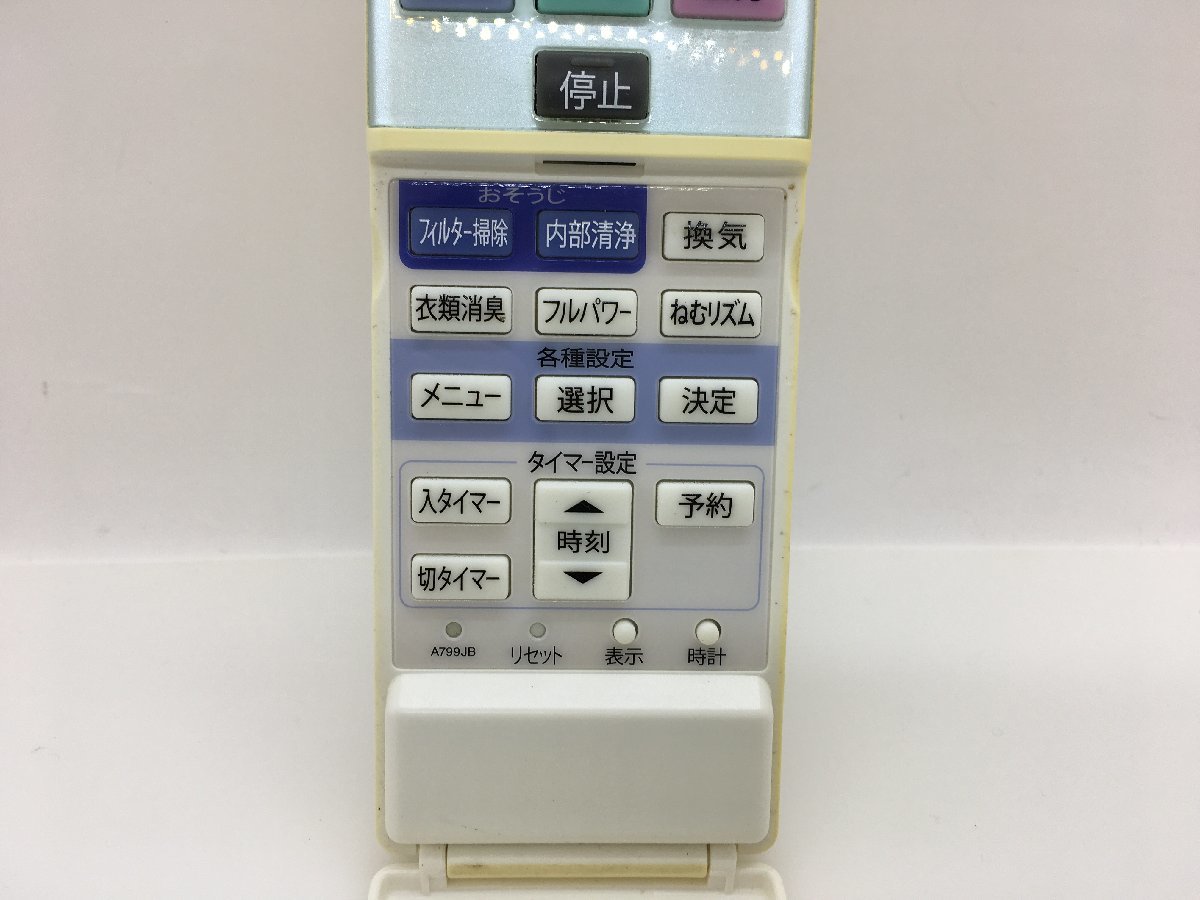 停止
おそうじ
フィルター掃除
内部清浄
換気
衣類消臭
フルパワー
ねむリズム
各種設定
メニュー
選択
決定
タイマー設定
入タイマー
時刻
予約
切タイマー
A799JB
リセット
表示
時計